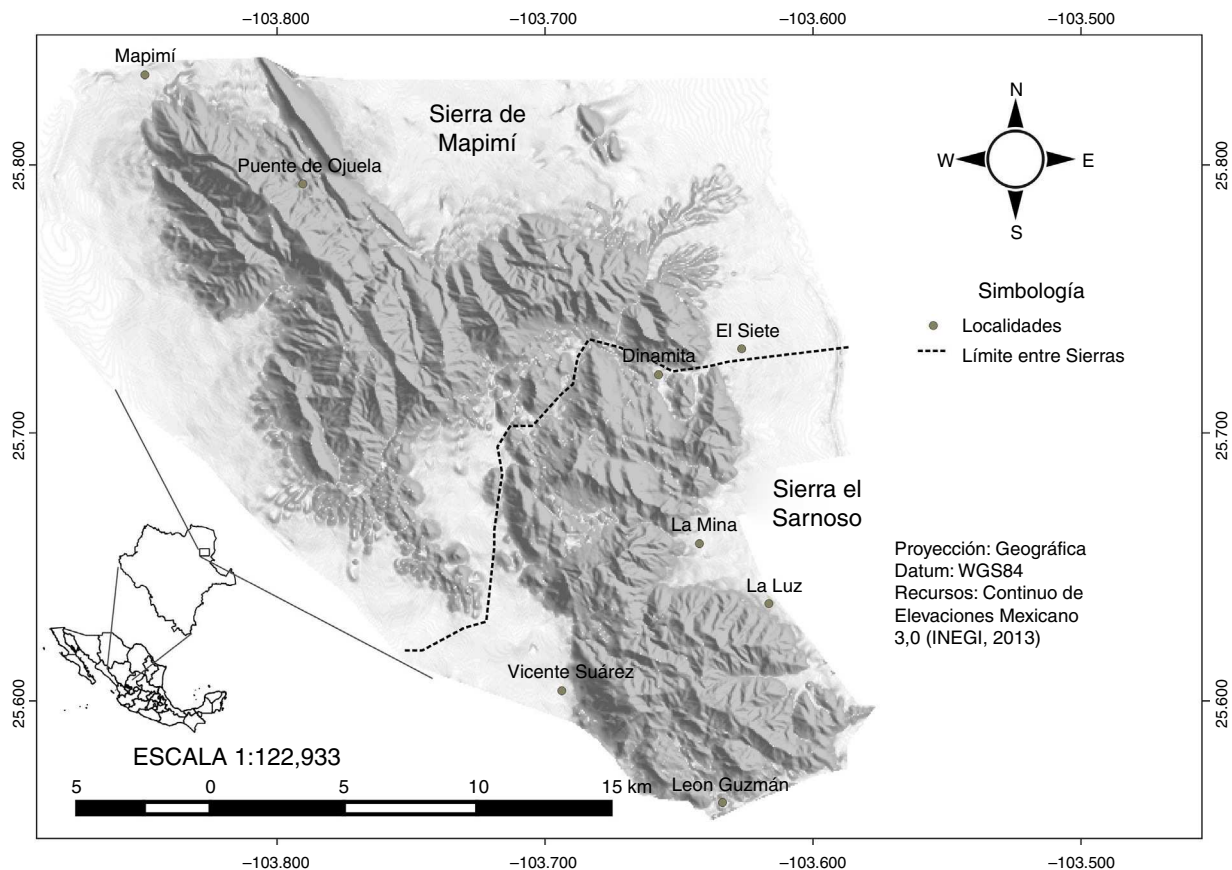 −103.800
−103.700
−103.600
−103.500
Mapimí
Sierra de
Mapimí
N
25.800
Puente de Ojuela
W
E
25.800
S
Simbología
Localidades
El Siete
Dinamita
Límite entre Sierras
25.700
25.700
Sierra el
Sarnoso
La Mina
Proyección: Geográfica
Datum: WGS84
Recursos: Continuo de
Elevaciones Mexicano
3,0 (INEGI, 2013)
La Luz
Vicente Suárez
25.600
25.600
ESCALA 1:122,933
5
0
5
10
15 km
Leon Guzmán
−103.800
−103.700
−103.600
−103.500